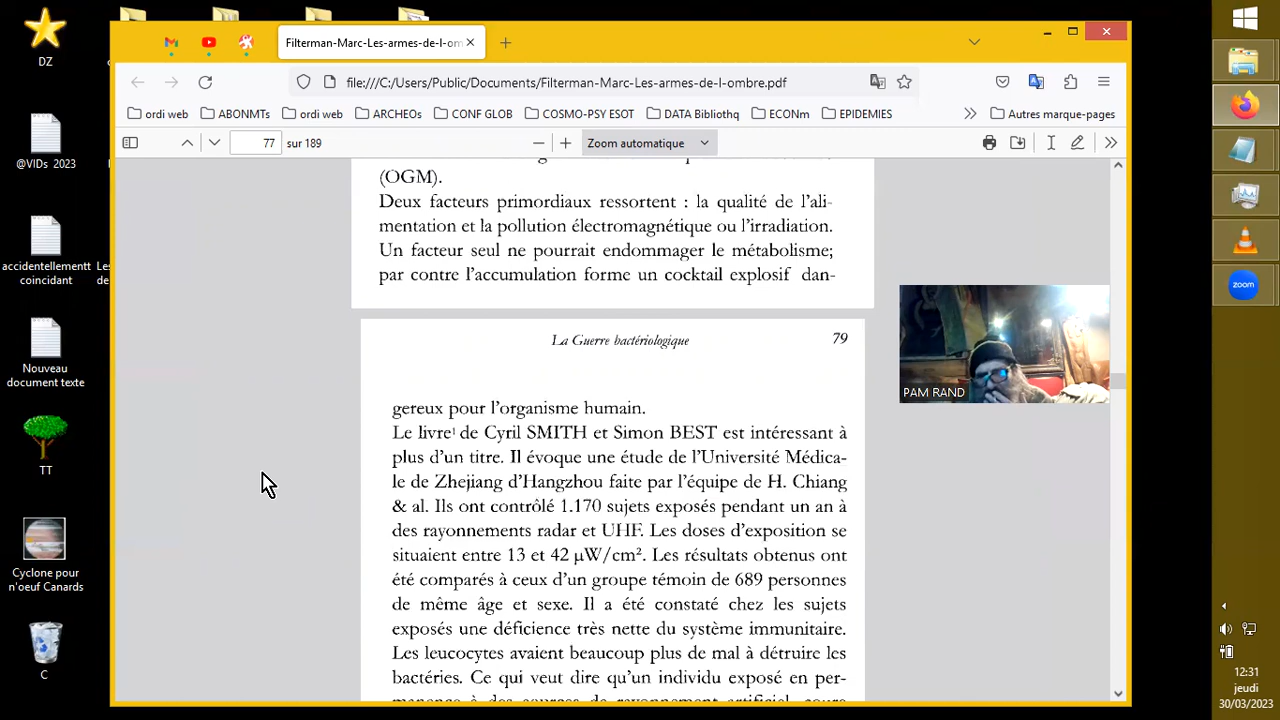 DZ
@VIDs_2023
accidentellementt
coincidant
Nouveau
document texte
TT
Cyclone pour
n'oeuf Canards
C
Filterman-Marc-Les-armes-de-l-om
file:///C:/Users/Public/Documents/Filterman-Marc-Les-armes-de-l-ombre.pdf
ordi web
ABONMTs
ordi web
ARCHEOs
CONF GLOB
COSMO-PSY ESOT
DATA Bibliothq
ECONm
EPIDEMIES
Autres marque-pages
77
sur 189
Zoom automatique
(OGM).
Deux facteurs primordiaux ressortent : la qualité de l'ali-
mentation et la pollution électromagnétique ou l'irradiation.
Un facteur seul ne pourrait endommager le métabolisme;
par contre l'accumulation forme un cocktail explosif dan-
La Guerre bactériologique 79
gereux pour l'organisme humain.
Le livre¹ de Cyril SMITH et Simon BEST est intéressant à
plus d'un titre. Il évoque une étude de l'Université Médica-
le de Zhejiang d'Hangzhou faite par l'équipe de H. Chiang
& al. Ils ont contrôlé 1.170 sujets exposés pendant un an à
des rayonnements radar et UHF. Les doses d'exposition se
situaient entre 13 et 42 µW/cm². Les résultats obtenus ont
été comparés à ceux d'un groupe témoin de 689 personnes
de même âge et sexe. Il a été constaté chez les sujets
exposés une déficience très nette du système immunitaire.
Les leucocytes avaient beaucoup plus de mal à détruire les
bactéries. Ce qui veut dire qu'un individu exposé en per-
manence à des sources de rayonnement artificiel, coure
PAM RAND
zoom
12:31
jeudi
30/03/2023